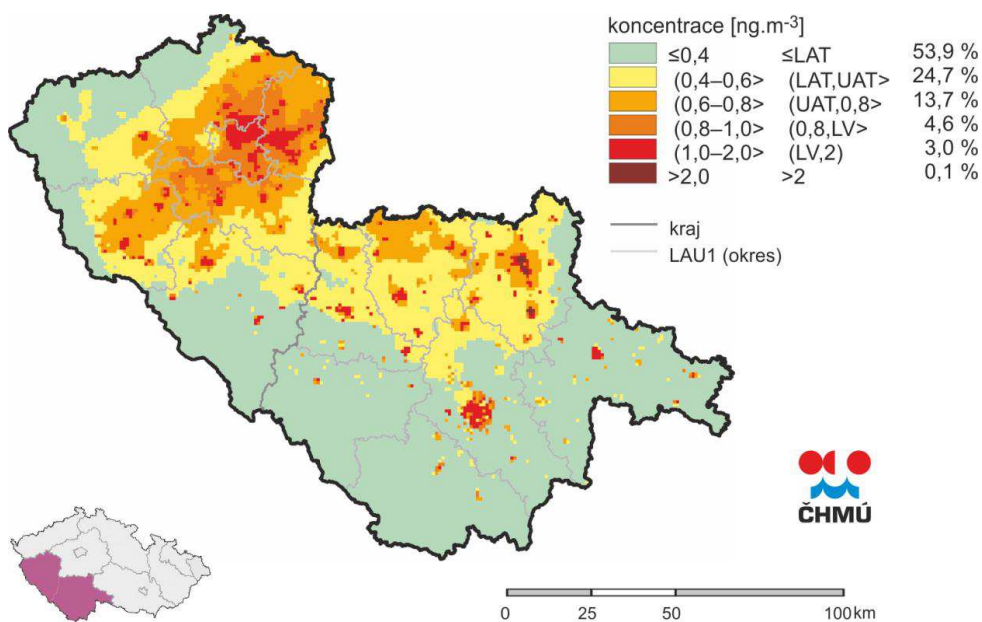 koncentrace [ng.m-3]
≤0,4 ≤LAT 53,9 %
(0,4–0,6> (LAT,UAT> 24,7 %
(0,6–0,8> (UAT,0,8> 13,7 %
(0,8–1,0> (0,8,LV> 4,6 %
(1,0–2,0> (LV,2) 3,0 %
>2,0 >2 0,1 %
kraj
LAU1 (okres)
ČHMÚ
0 25 50 100 km